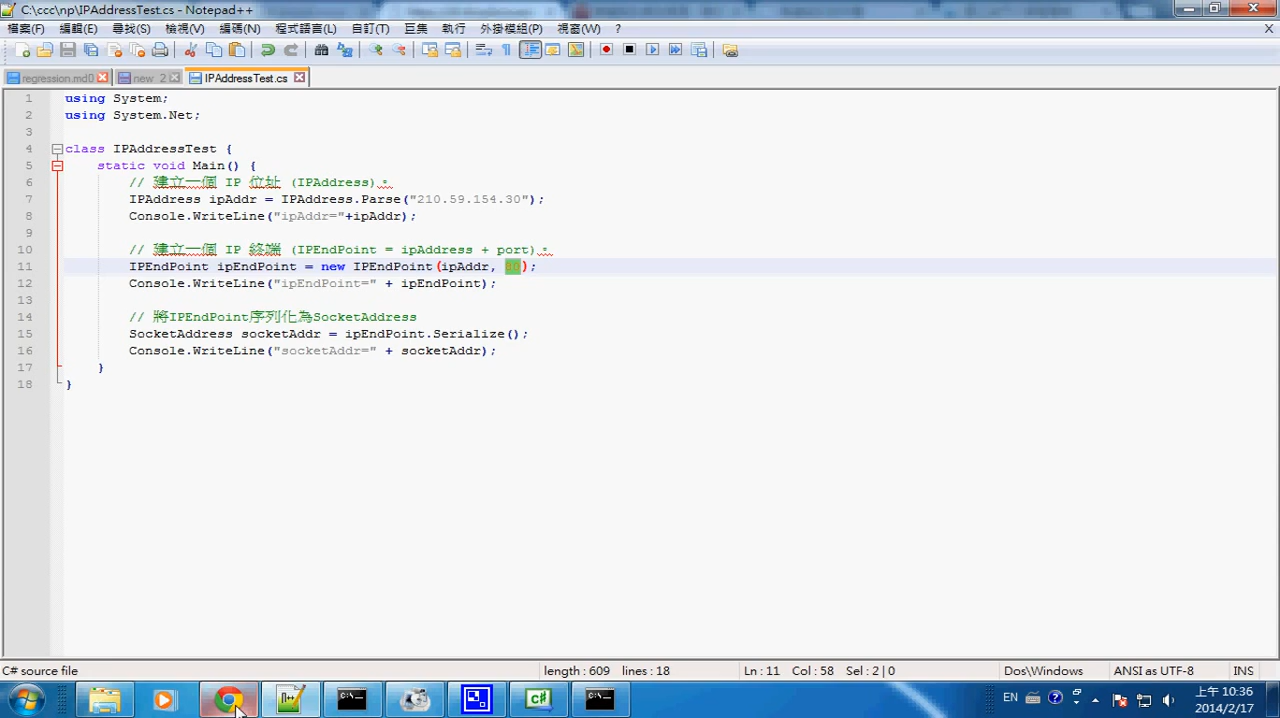 C:\ccc\np\IPAddressTest.cs - Notepad++
檔案(F) 編輯(E) 尋找(S) 檢視(V) 編碼(N) 程式語言(L) 自訂(T) 巨集 執行 外掛模組(P) 視窗(W) ? X
regression.md0 new 2 IPAddressTest.cs
1 using System;
2 using System.Net;
3
4 class IPAddressTest {
5 static void Main() {
6 // 建立一個 IP 位址 (IPAddress)。
7 IPAddress ipAddr = IPAddress.Parse("210.59.154.30");
8 Console.WriteLine("ipAddr="+ipAddr);
9
10 // 建立一個 IP 終端 (IPEndPoint = ipAddress + port)。
11 IPEndPoint ipEndPoint = new IPEndPoint(ipAddr, 80);
12 Console.WriteLine("ipEndPoint=" + ipEndPoint);
13
14 // 將IPEndPoint序列化為SocketAddress
15 SocketAddress socketAddr = ipEndPoint.Serialize();
16 Console.WriteLine("socketAddr=" + socketAddr);
17 }
18 }
C# source file length : 609 lines : 18 Ln : 11 Col : 58 Sel : 2 | 0 Dos\Windows ANSI as UTF-8 INS
EN 上午 10:36
2014/2/17